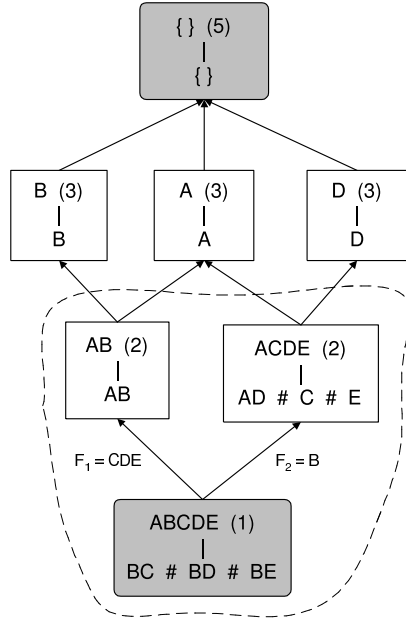 { } (5)
{ }
B (3)
B
A (3)
A
D (3)
D
AB (2)
AB
ACDE (2)
AD # C # E
F₁ = CDE
F₂ = B
ABCDE (1)
BC # BD # BE